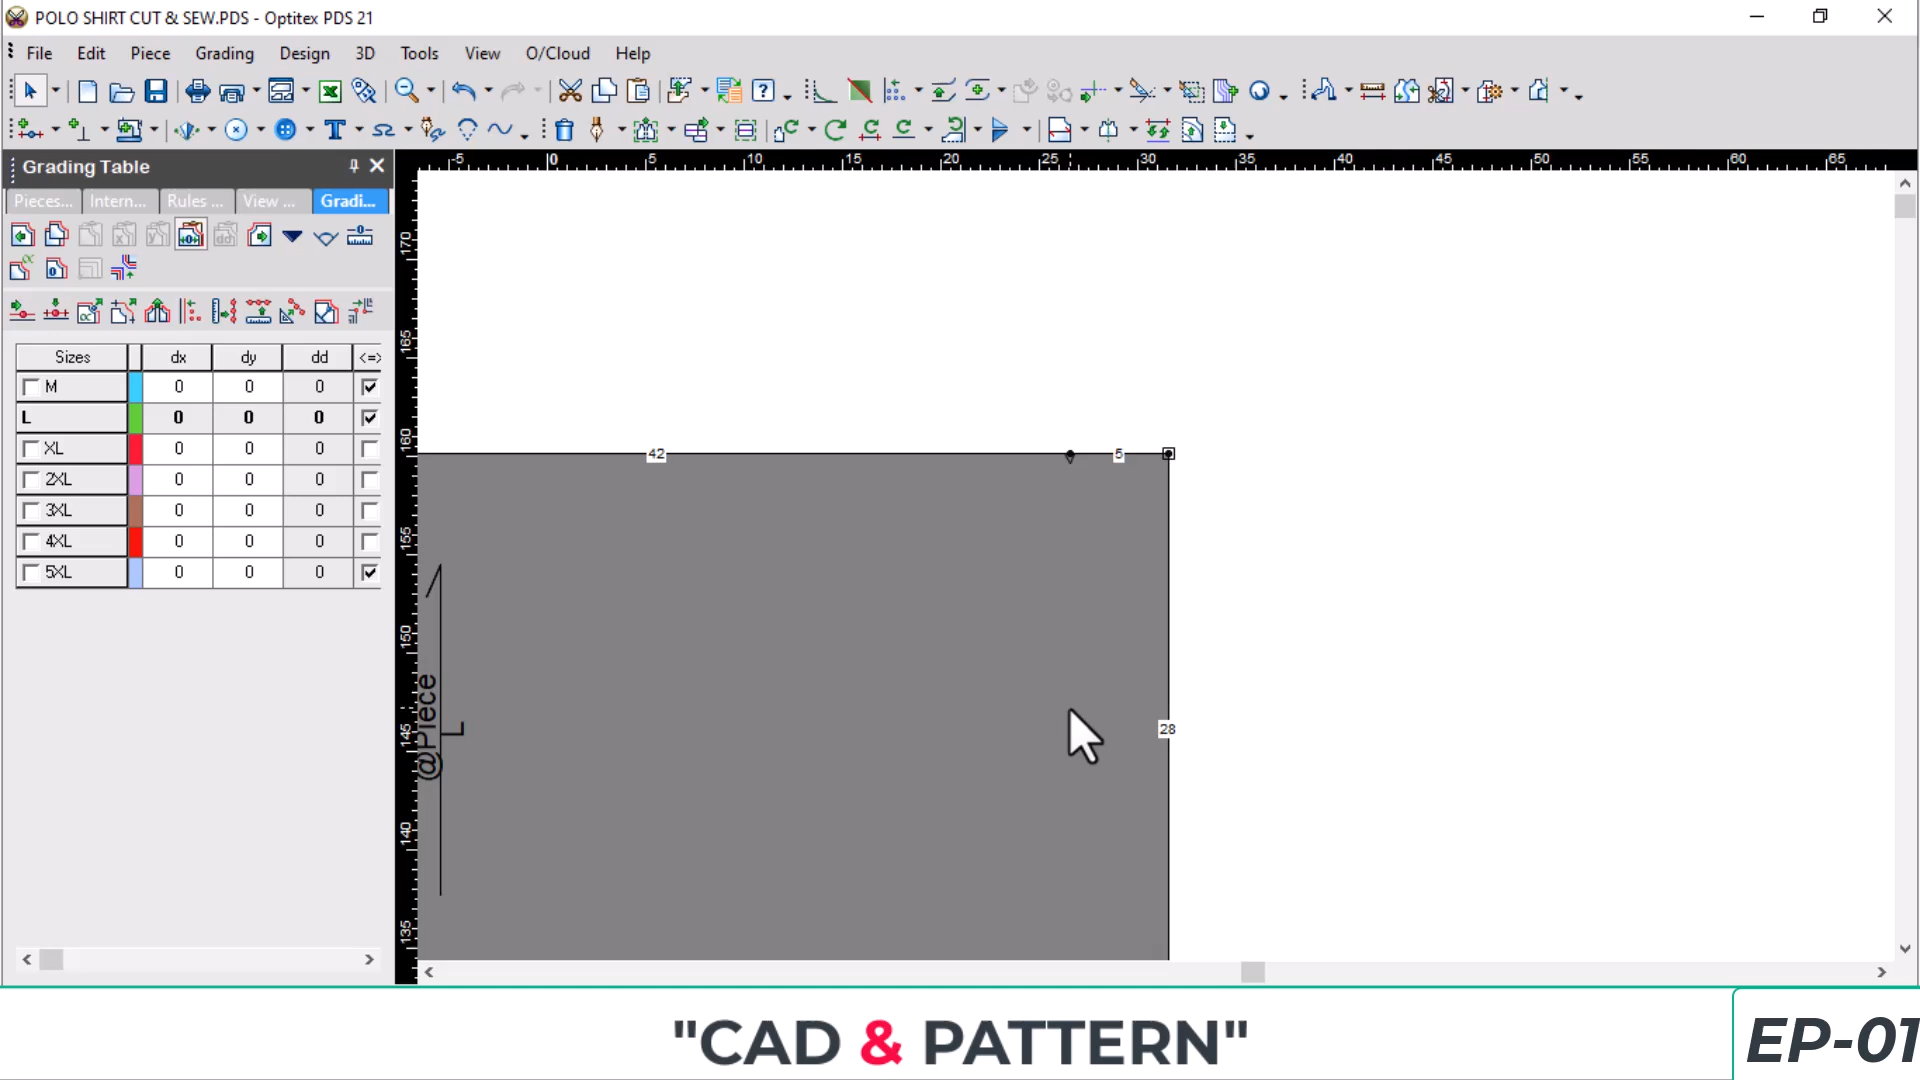 POLO SHIRT CUT & SEW.PDS - Optitex PDS 21
File Edit Piece Grading Design 3D Tools View O/Cloud Help
Grading Table
Pieces... Intern... Rules ... View ... Gradi...
Sizes dx dy dd <=>
M 0 0 0
L 0 0 0
XL 0 0 0
2XL 0 0 0
3XL 0 0 0
4XL 0 0 0
5XL 0 0 0
-5 0 5 10 15 20 25 30 35 40 45 50 55 60 65
170
165
160
155
150
145
140
135
42 5
28
@Piece
L
"CAD & PATTERN"
EP-01